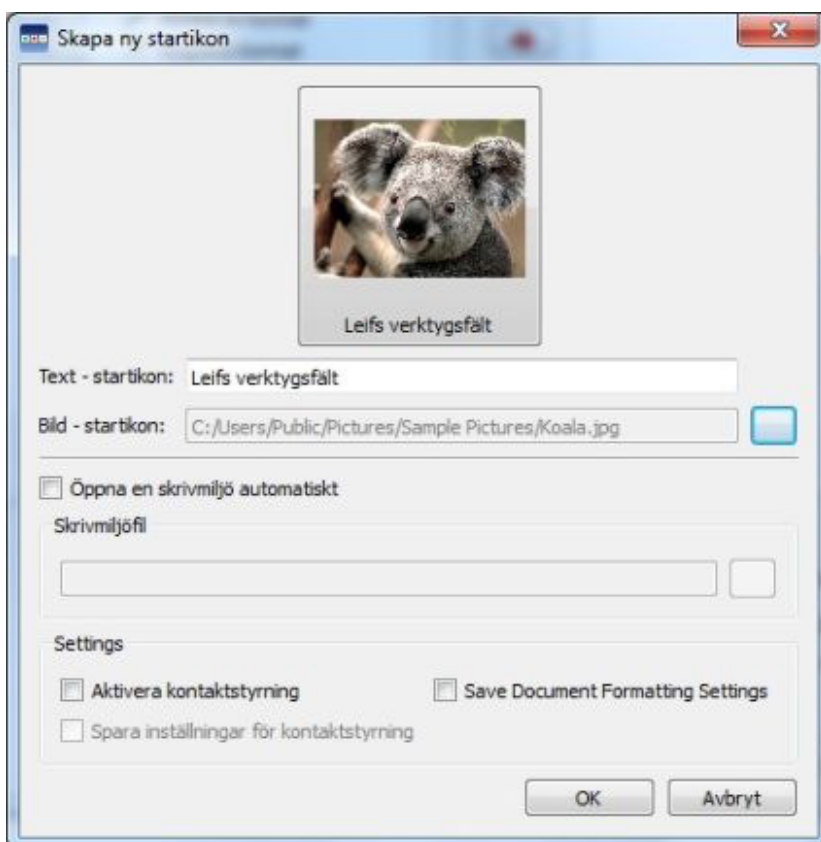 Skapa ny startikon
Leifs verktygsfält
Text - startikon: Leifs verktygsfält
Bild - startikon: C:/Users/Public/Pictures/Sample Pictures/Koala.jpg
Öppna en skrivmiljö automatiskt
Skrivmiljöfil
Settings
Aktivera kontaktstyrning Save Document Formatting Settings
Spara inställningar för kontaktstyrning
OK Avbryt